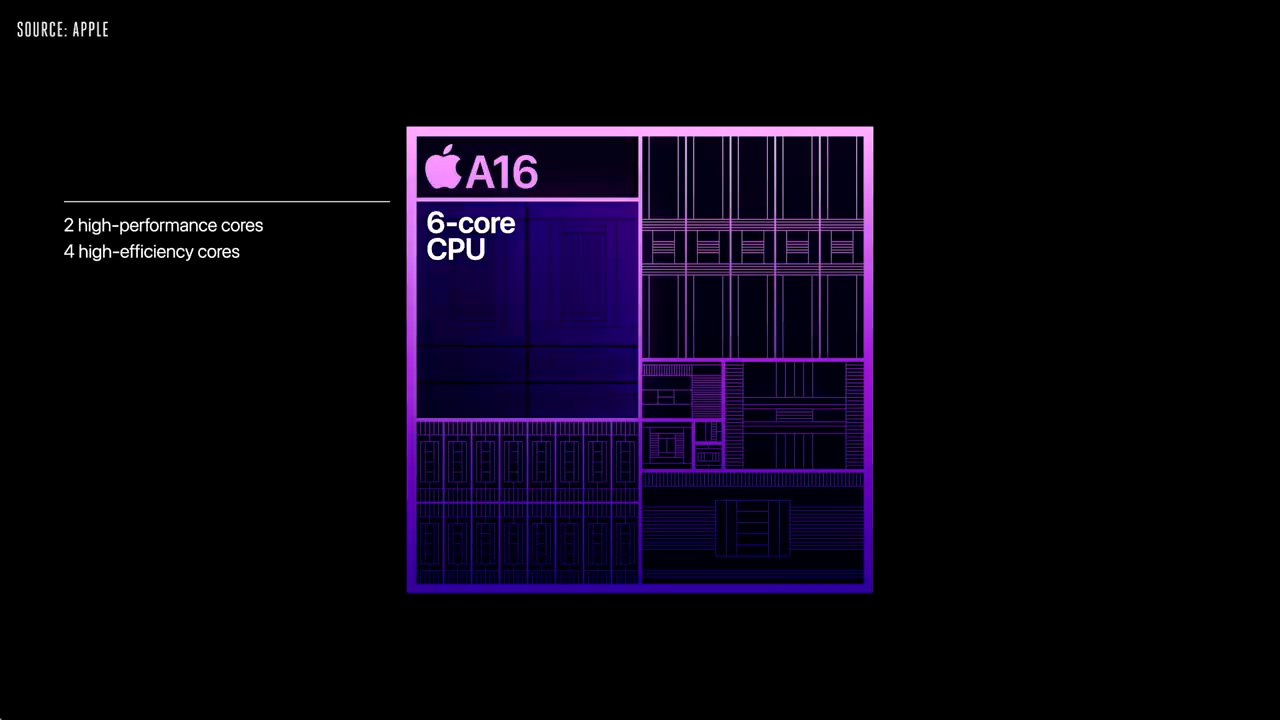 SOURCE: APPLE
A16
2 high-performance cores
4 high-efficiency cores
6-core
CPU